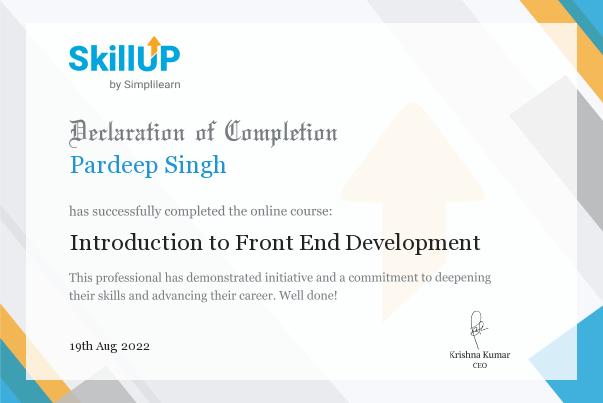 SkillUP
by Simplilearn
Declaration of Completion
Pardeep Singh
has successfully completed the online course:
Introduction to Front End Development
This professional has demonstrated initiative and a commitment to deepening
their skills and advancing their career. Well done!
19th Aug 2022
Krishna Kumar
CEO